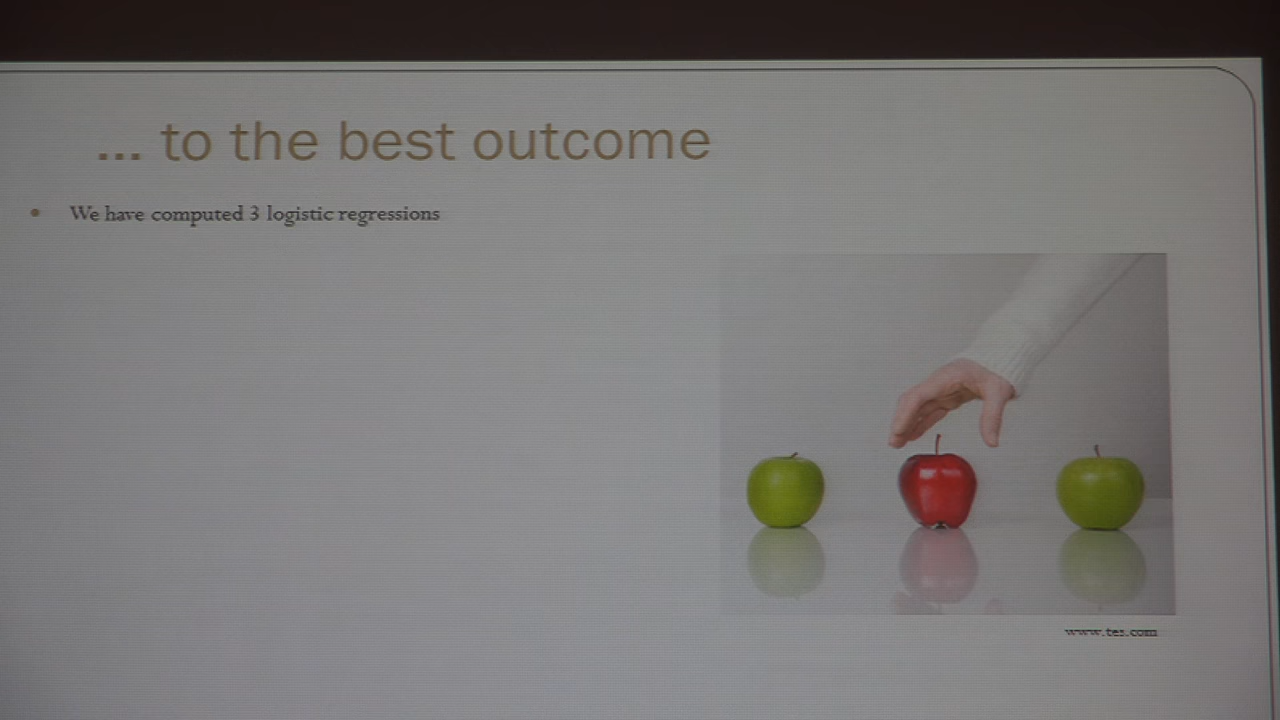 ... to the best outcome
• We have computed 3 logistic regressions
www.tes.com